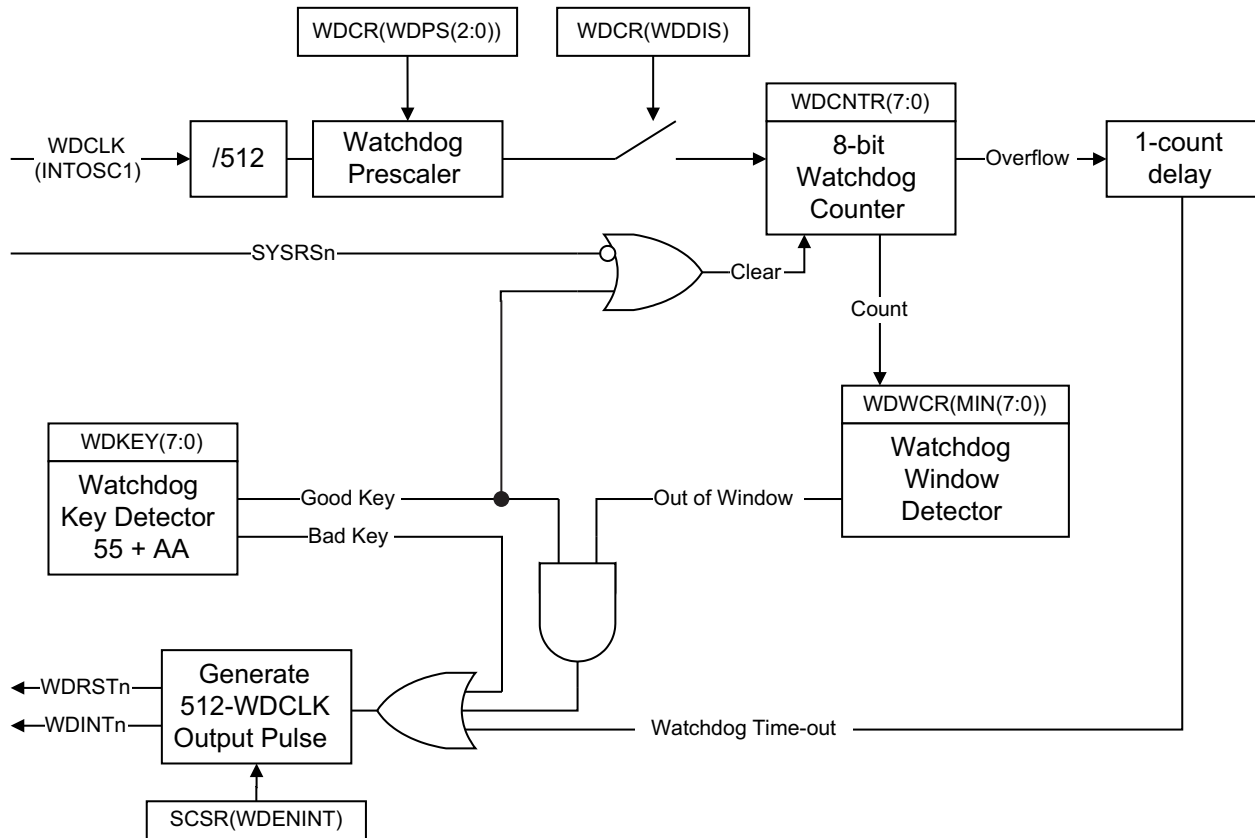 WDCR(WDPS(2:0))
WDCR(WDDIS)
WDCNTR(7:0)
WDCLK
(INTOSC1)
/512
Watchdog
Prescaler
8-bit
Watchdog
Counter
Overflow
1-count
delay
SYSRSn
Clear
Count
WDWCR(MIN(7:0))
WDKEY(7:0)
Watchdog
Key Detector
55 + AA
Good Key
Bad Key
Out of Window
Watchdog
Window
Detector
WDRSTn
WDINTn
Generate
512-WDCLK
Output Pulse
Watchdog Time-out
SCSR(WDENINT)